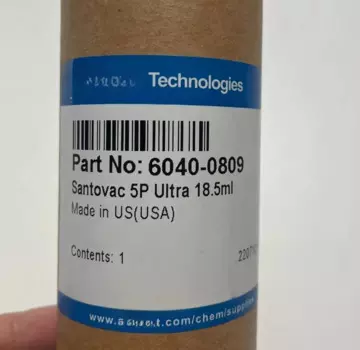 Technologies
Part No: 6040-0809
Santovac 5P Ultra 18.5ml
Made in US(USA)
Contents: 1